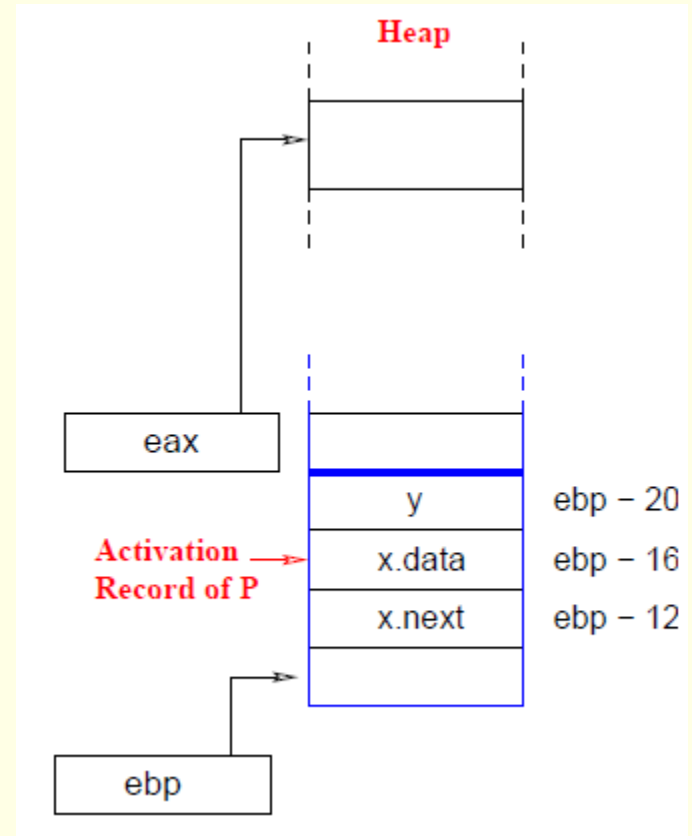 Heap
eax
y ebp − 20
x.data ebp − 16
x.next ebp − 12
Activation
Record of P
ebp